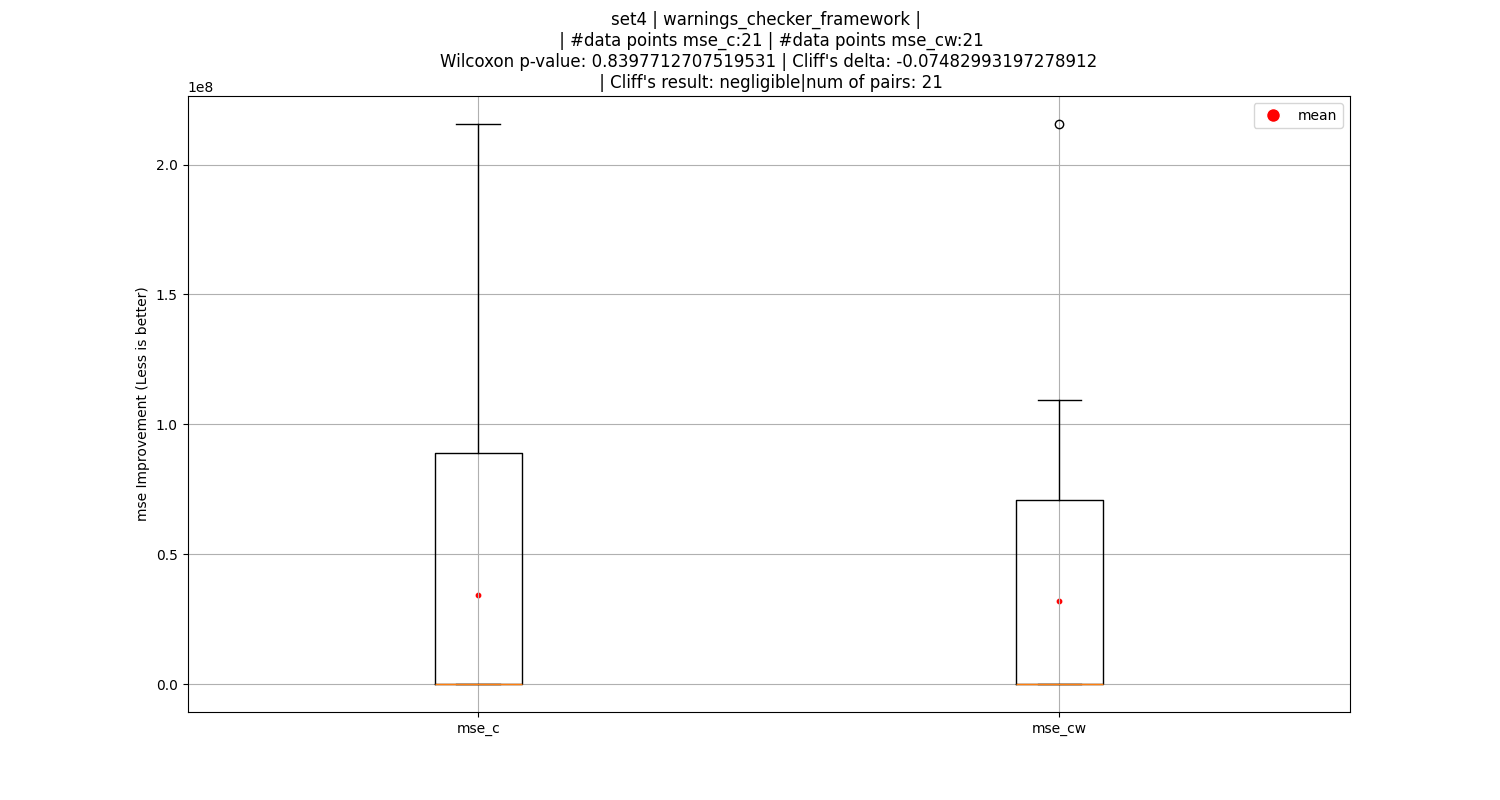 set4 | warnings_checker_framework |
| #data points mse_c:21 | #data points mse_cw:21
Wilcoxon p-value: 0.8397712707519531 | Cliff's delta: -0.07482993197278912
| Cliff's result: negligible|num of pairs: 21
1e8
mean
2.0
1.5
1.0
0.5
0.0
mse Improvement (Less is better)
mse_c
mse_cw